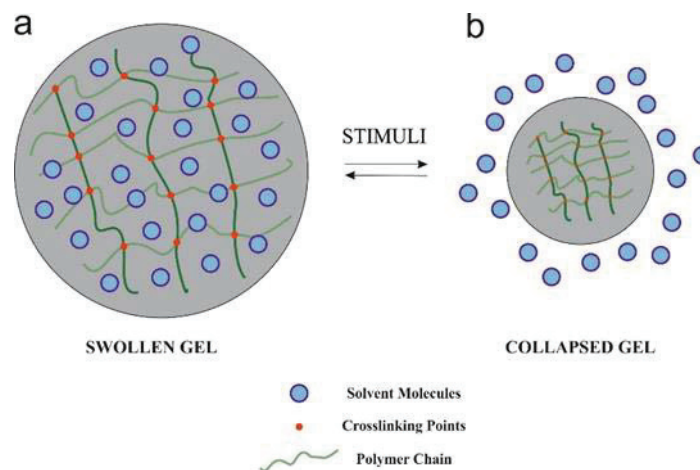 a
b
STIMULI
SWOLLEN GEL
COLLAPSED GEL
Solvent Molecules
Crosslinking Points
Polymer Chain